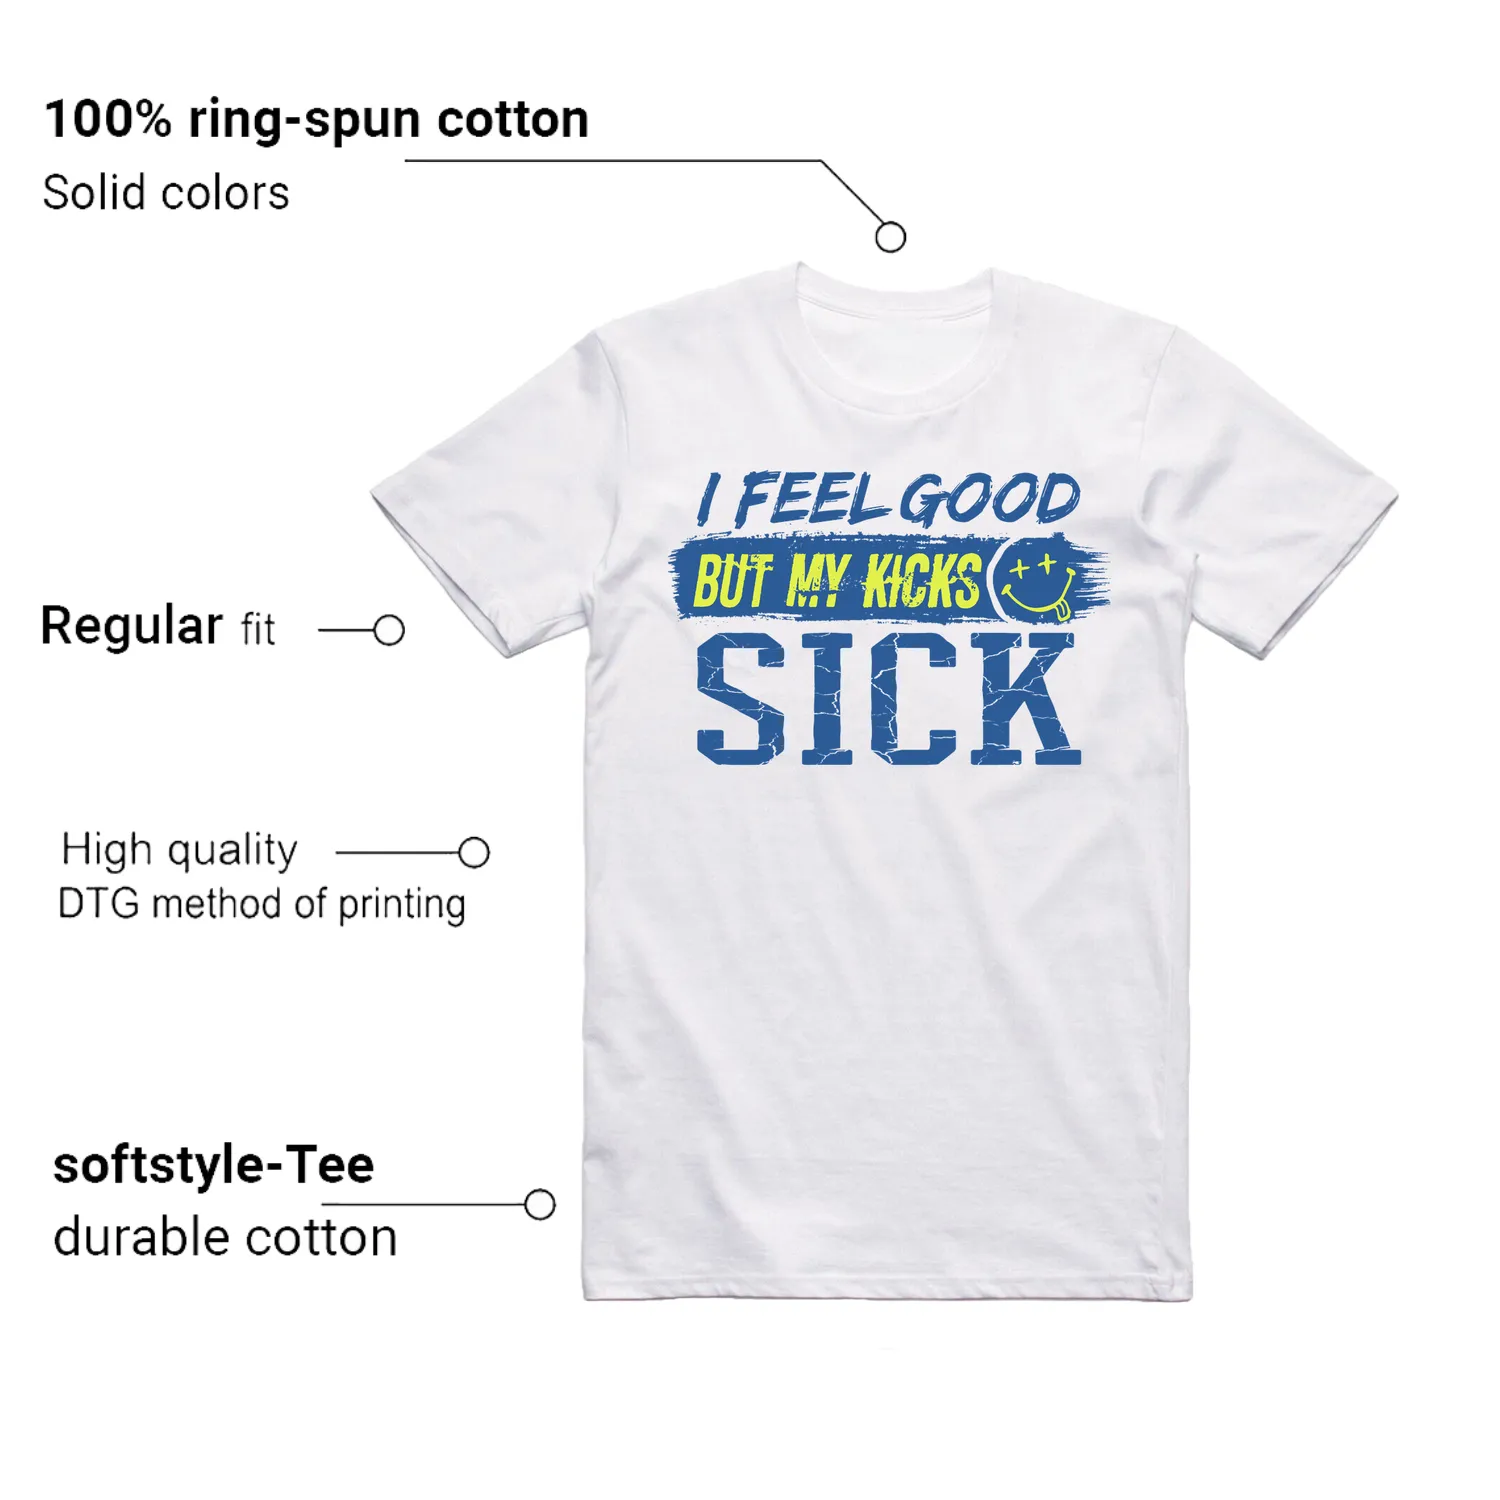 100% ring-spun cotton
Solid colors
I FEEL GOOD
BUT MY KICKS
SICK
Regular fit
High quality
DTG method of printing
softstyle-Tee
durable cotton